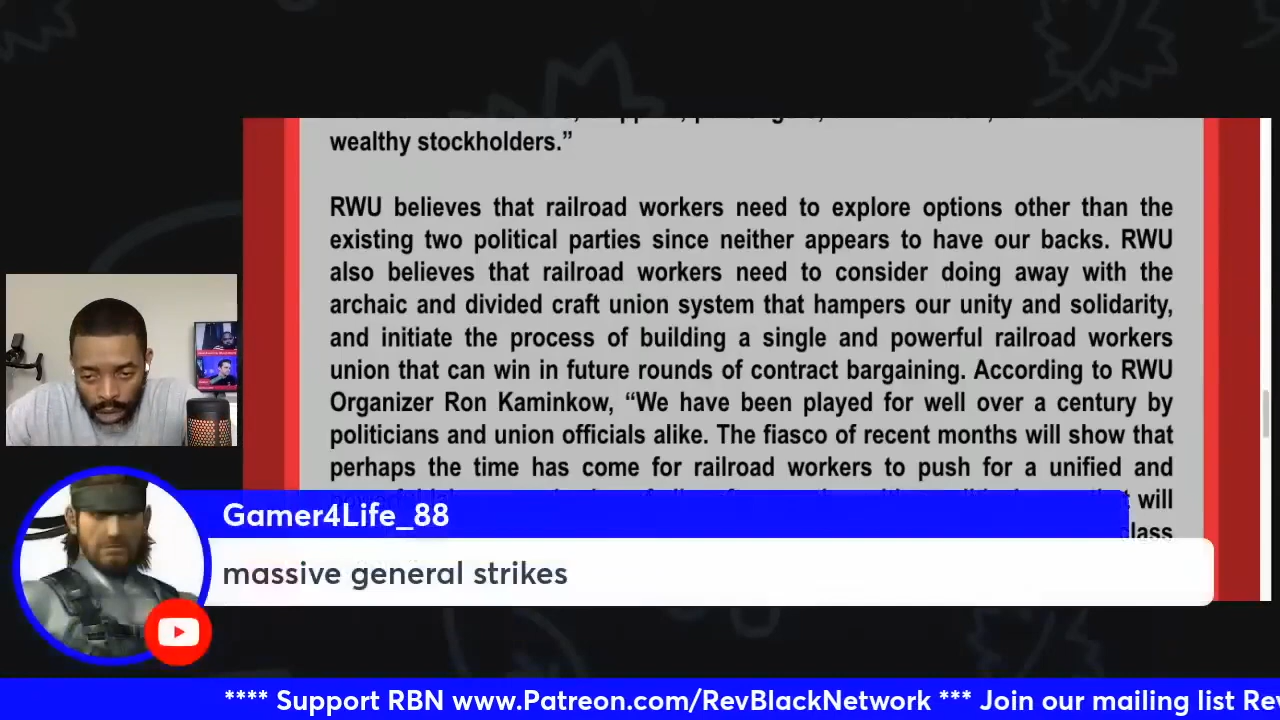 wealthy stockholders.”
RWU believes that railroad workers need to explore options other than the
existing two political parties since neither appears to have our backs. RWU
also believes that railroad workers need to consider doing away with the
archaic and divided craft union system that hampers our unity and solidarity,
and initiate the process of building a single and powerful railroad workers
union that can win in future rounds of contract bargaining. According to RWU
Organizer Ron Kaminkow, “We have been played for well over a century by
politicians and union officials alike. The fiasco of recent months will show that
perhaps the time has come for railroad workers to push for a unified and
will
class
Gamer4Life_88
massive general strikes
**** Support RBN www.Patreon.com/RevBlackNetwork *** Join our mailing list Rev